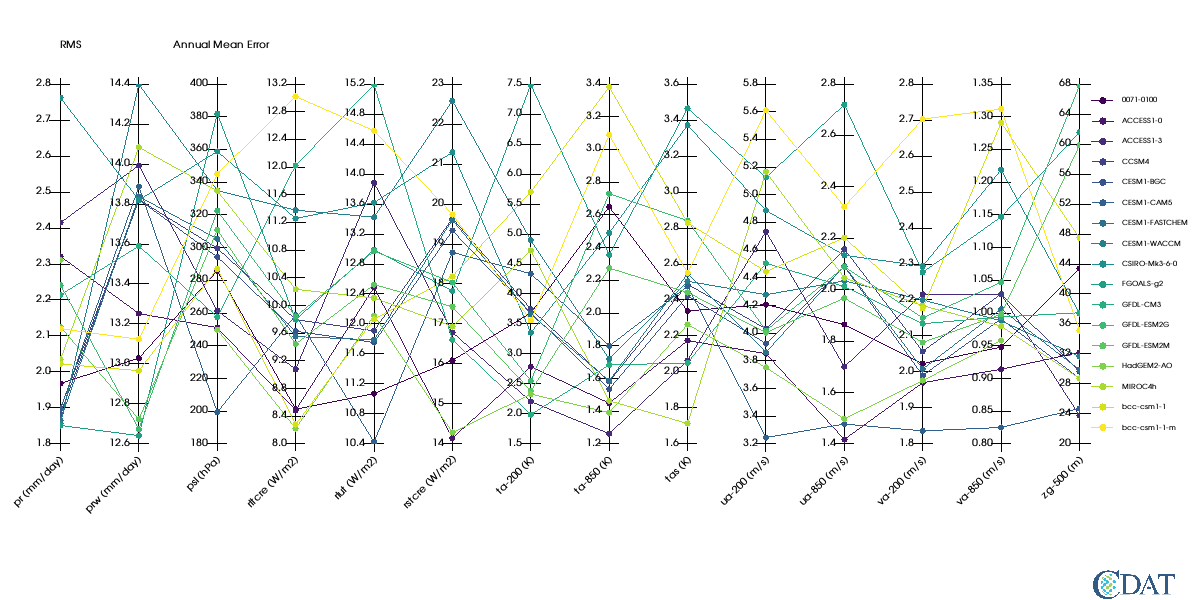 RMS Annual Mean Error
2.8 14.4 400 13.2 15.2 23 7.5 3.4 3.6 5.8 2.8 2.8 1.35 68
2.7 14.2 380 12.8 14.8 22 7.0 3.2 3.4 5.6 2.6 2.7 1.30 64
2.6 14.0 360 12.4 14.4 21 3.0 3.2 5.4 2.4 2.6 1.25 60
2.5 13.8 12.0 14.0 20 2.8 3.0 5.2 2.2 2.5 1.20 56
2.4 13.6 320 13.6 19 5.0 2.6 2.8 5.0 2.0 2.4 1.15 52
2.3 13.4 300 11.2 13.2 18 4.5 2.4 2.6 4.8 1.8 2.3 1.10 48
2.2 13.2 280 10.8 12.8 17 4.0 2.2 2.4 4.6 1.6 2.2 1.05 44
2.1 13.0 260 10.4 12.4 16 2.0 2.2 4.4 1.4 1.00 40
2.0 12.8 240 10.0 12.0 15 3.0 1.8 2.0 4.2 2.0 0.95 36
1.9 12.6 220 9.6 11.6 14 2.5 1.6 1.8 4.0 1.9 0.90 32
1.8 200 9.2 11.2 2.0 1.4 1.6 3.8 1.8 0.85 28
180 8.8 10.8 1.5 1.2 3.6 0.80 24
8.4 10.4 3.4 20
8.0 3.2
pr (mm/day)
prw (mm/day)
psl (hPa)
rltcre (W/m2)
rlut (W/m2)
rstcre (W/m2)
ta-200 (K)
ta-850 (K)
tas (K)
ua-200 (m/s)
ua-850 (m/s)
va-200 (m/s)
va-850 (m/s)
zg-500 (m)
0071-0100
ACCESS1-0
ACCESS1-3
CCSM4
CESM1-BGC
CESM1-CAM5
CESM1-FASTCHEM
CESM1-WACCM
CSIRO-Mk3-6-0
FGOALS-g2
GFDL-CM3
GFDL-ESM2G
GFDL-ESM2M
HadGEM2-AO
MIROC4h
bcc-csm1-1
bcc-csm1-1-m
CDAT